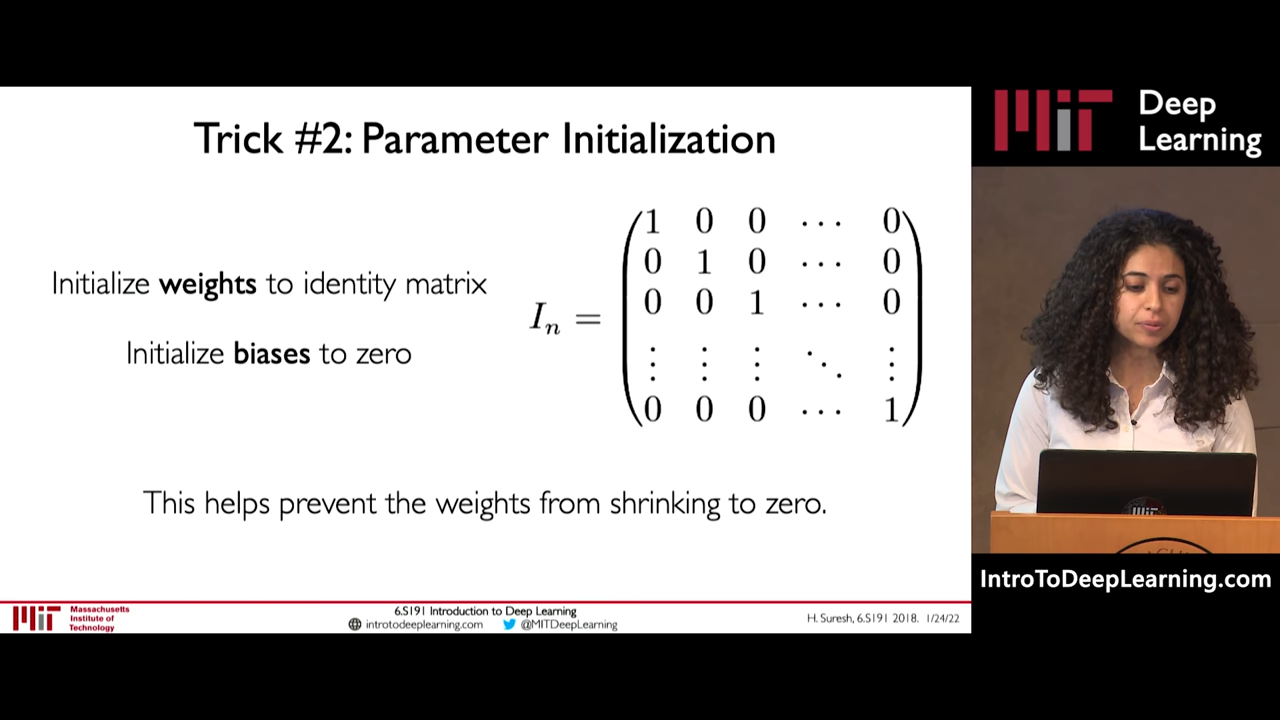 Trick #2: Parameter Initialization
Initialize weights to identity matrix
Initialize biases to zero
I_n =
1 0 0 ⋯ 0
0 1 0 ⋯ 0
0 0 1 ⋯ 0
⋮ ⋮ ⋮ ⋱ ⋮
0 0 0 ⋯ 1
This helps prevent the weights from shrinking to zero.
MIT
Massachusetts
Institute of
Technology
6.S191 Introduction to Deep Learning
introtodeeplearning.com @MITDeepLearning
H. Suresh, 6.S191 2018. 1/24/22
MIT Deep
Learning
MIT
IntroToDeepLearning.com